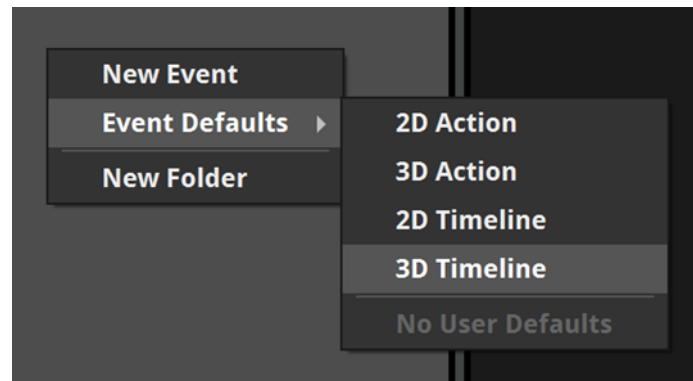 New Event
Event Defaults
New Folder
2D Action
3D Action
2D Timeline
3D Timeline
No User Defaults